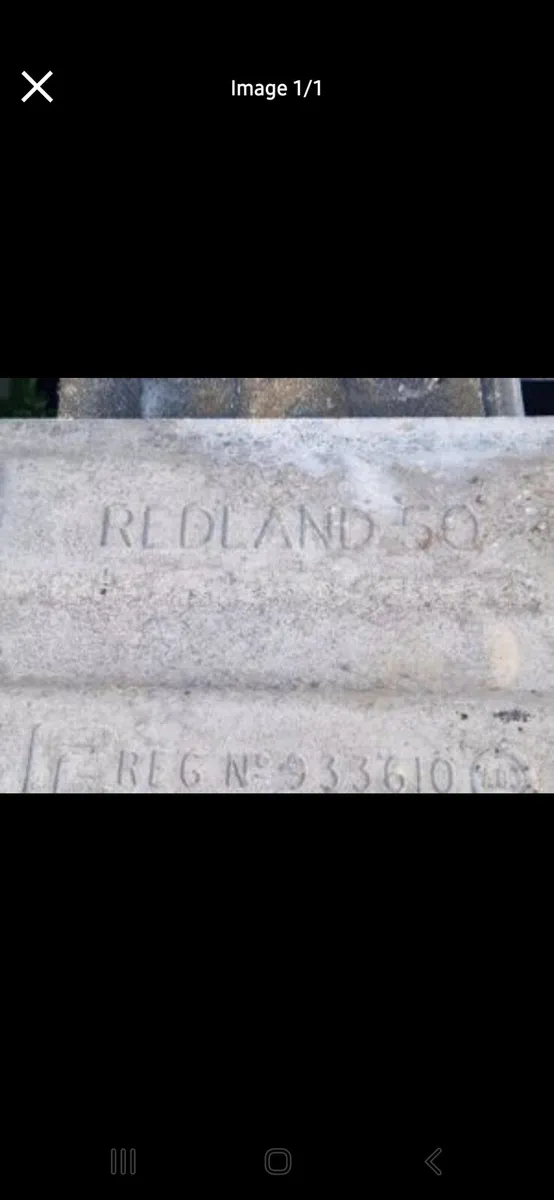 Image 1/1
REDLAND 50
REG Nº 933610